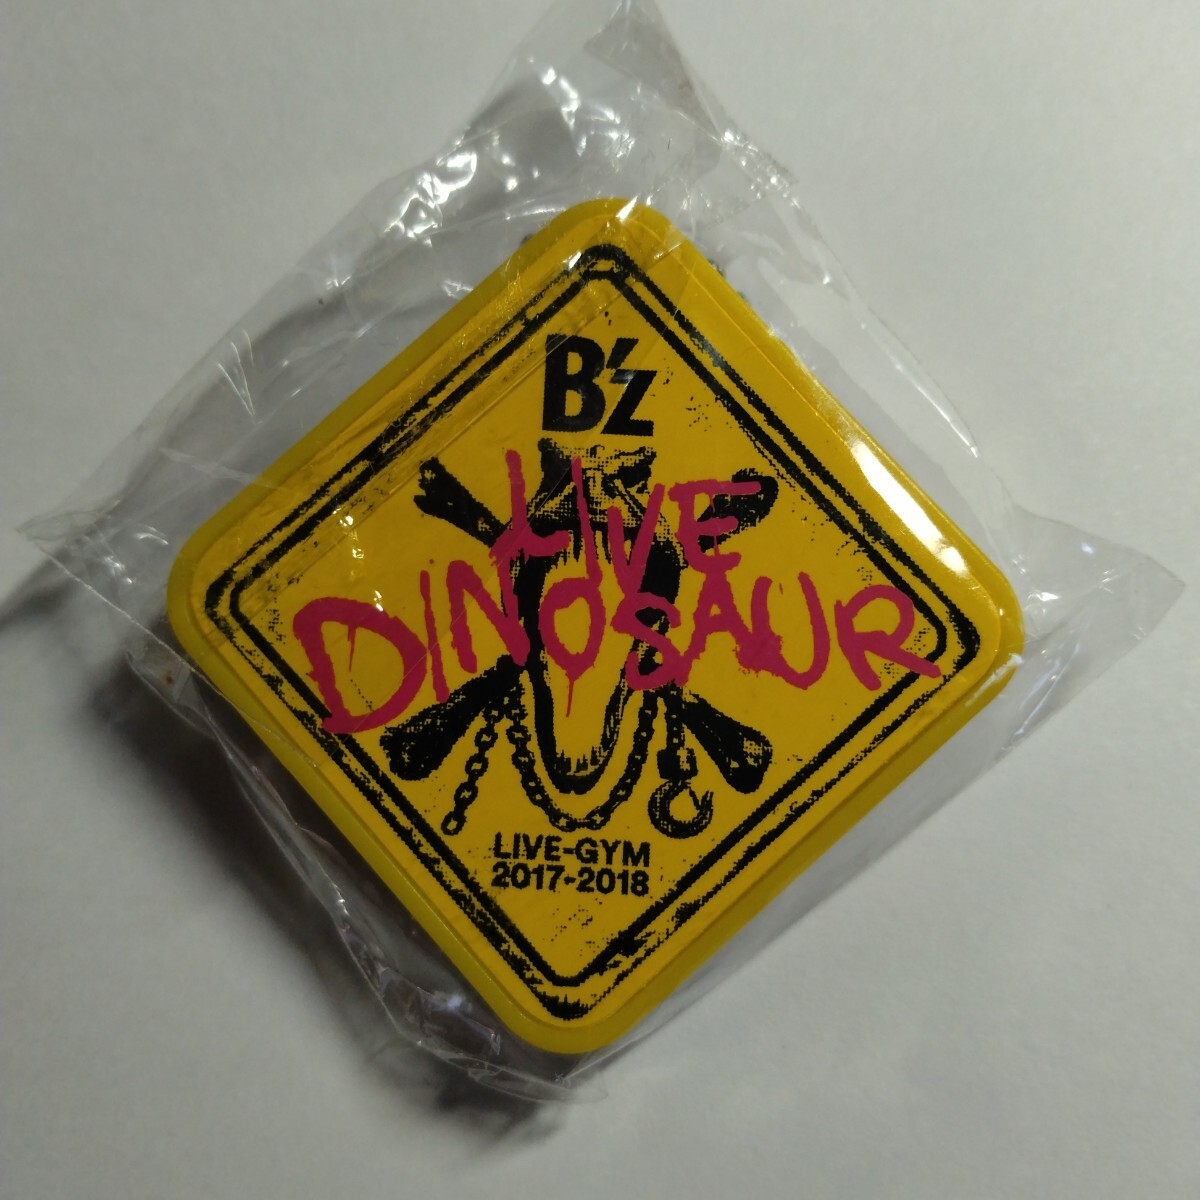 B'z
LIVE
DINOSAUR
LIVE-GYM
2017-2018